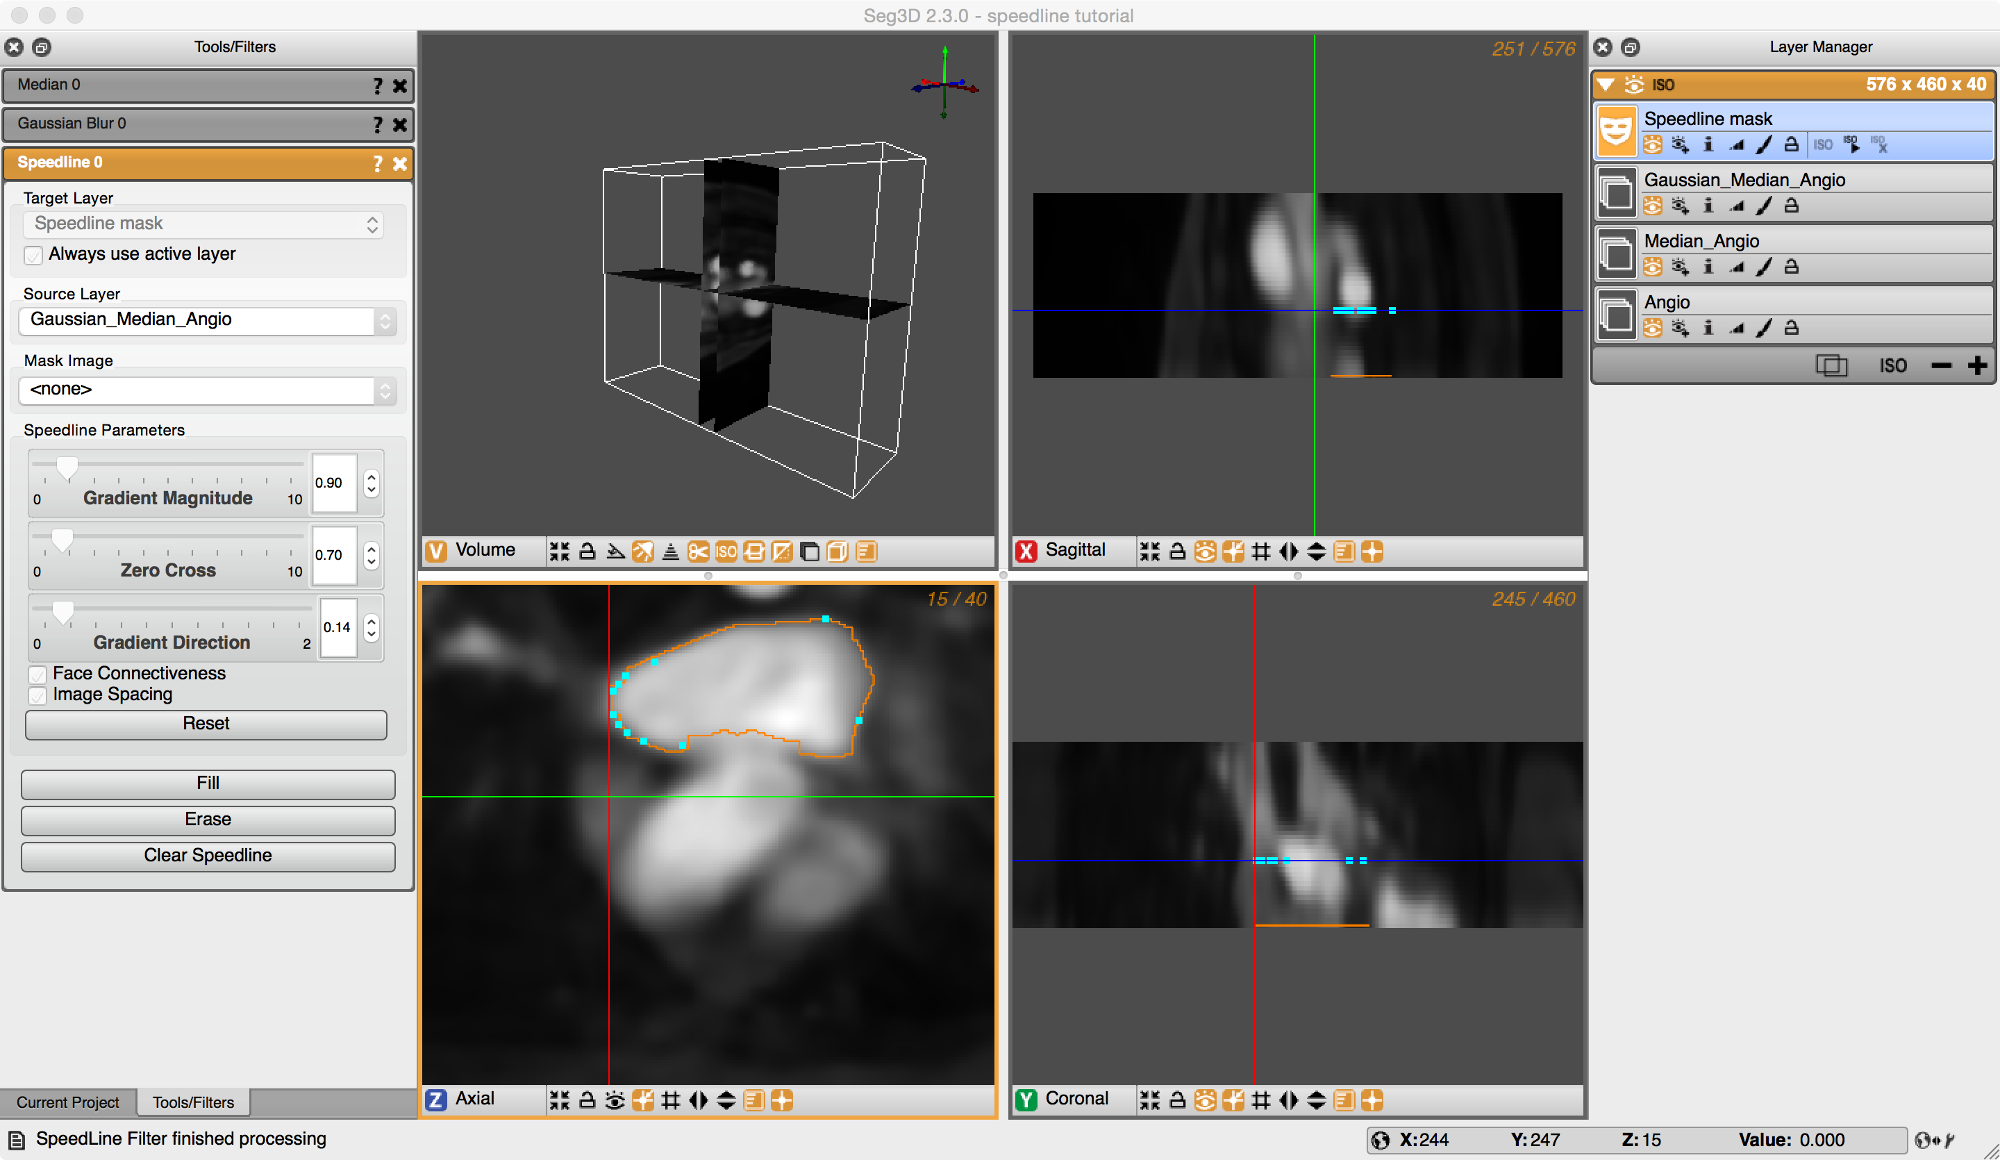 Seg3D 2.3.0 - speedline tutorial
Tools/Filters
Median 0 ?
Gaussian Blur 0 ?
Speedline 0 ?
Target Layer
Speedline mask
Always use active layer
Source Layer
Gaussian_Median_Angio
Mask Image
<none>
Speedline Parameters
0 Gradient Magnitude 10 0.90
0 Zero Cross 10 0.70
0 Gradient Direction 2 0.14
Face Connectiveness
Image Spacing
Reset
Fill
Erase
Clear Speedline
Current Project Tools/Filters
SpeedLine Filter finished processing
V Volume ISO
251 / 576
X Sagittal
15 / 40
Z Axial
245 / 460
Y Coronal
Layer Manager
ISO 576 x 460 x 40
Speedline mask
ISO ISO ISO
Gaussian_Median_Angio
Median_Angio
Angio
ISO
X:244 Y:247 Z:15 Value: 0.000